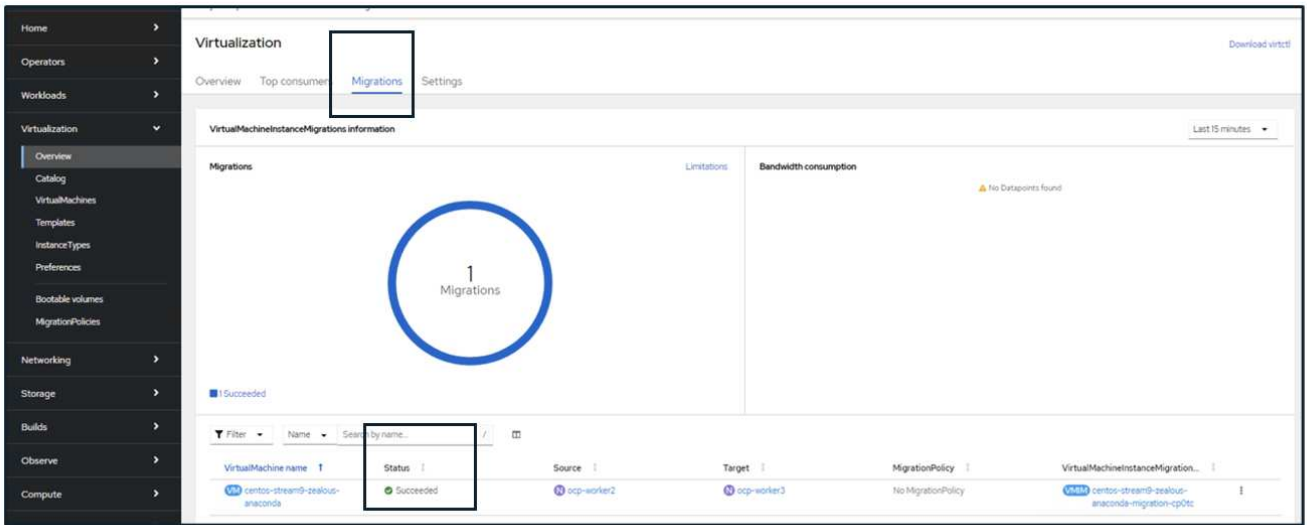 Home
Operators
Workloads
Virtualization
Overview
Catalog
VirtualMachines
Templates
InstanceTypes
Preferences
Bootable volumes
MigrationPolicies
Networking
Storage
Builds
Observe
Compute
Virtualization
Download virtctl
Overview Top consumers Migrations Settings
VirtualMachineInstanceMigrations information
Last 15 minutes
Migrations
Limitations
Bandwidth consumption
No Datapoints found
1
Migrations
1 Succeeded
Filter Name Search by name... /
VirtualMachine name Status Source Target MigrationPolicy VirtualMachineInstanceMigration...
VM centos-stream9-zealous-anaconda Succeeded N ocp-worker2 N ocp-worker3 No MigrationPolicy VMIM centos-stream9-zealous-anaconda-migration-cp0tc